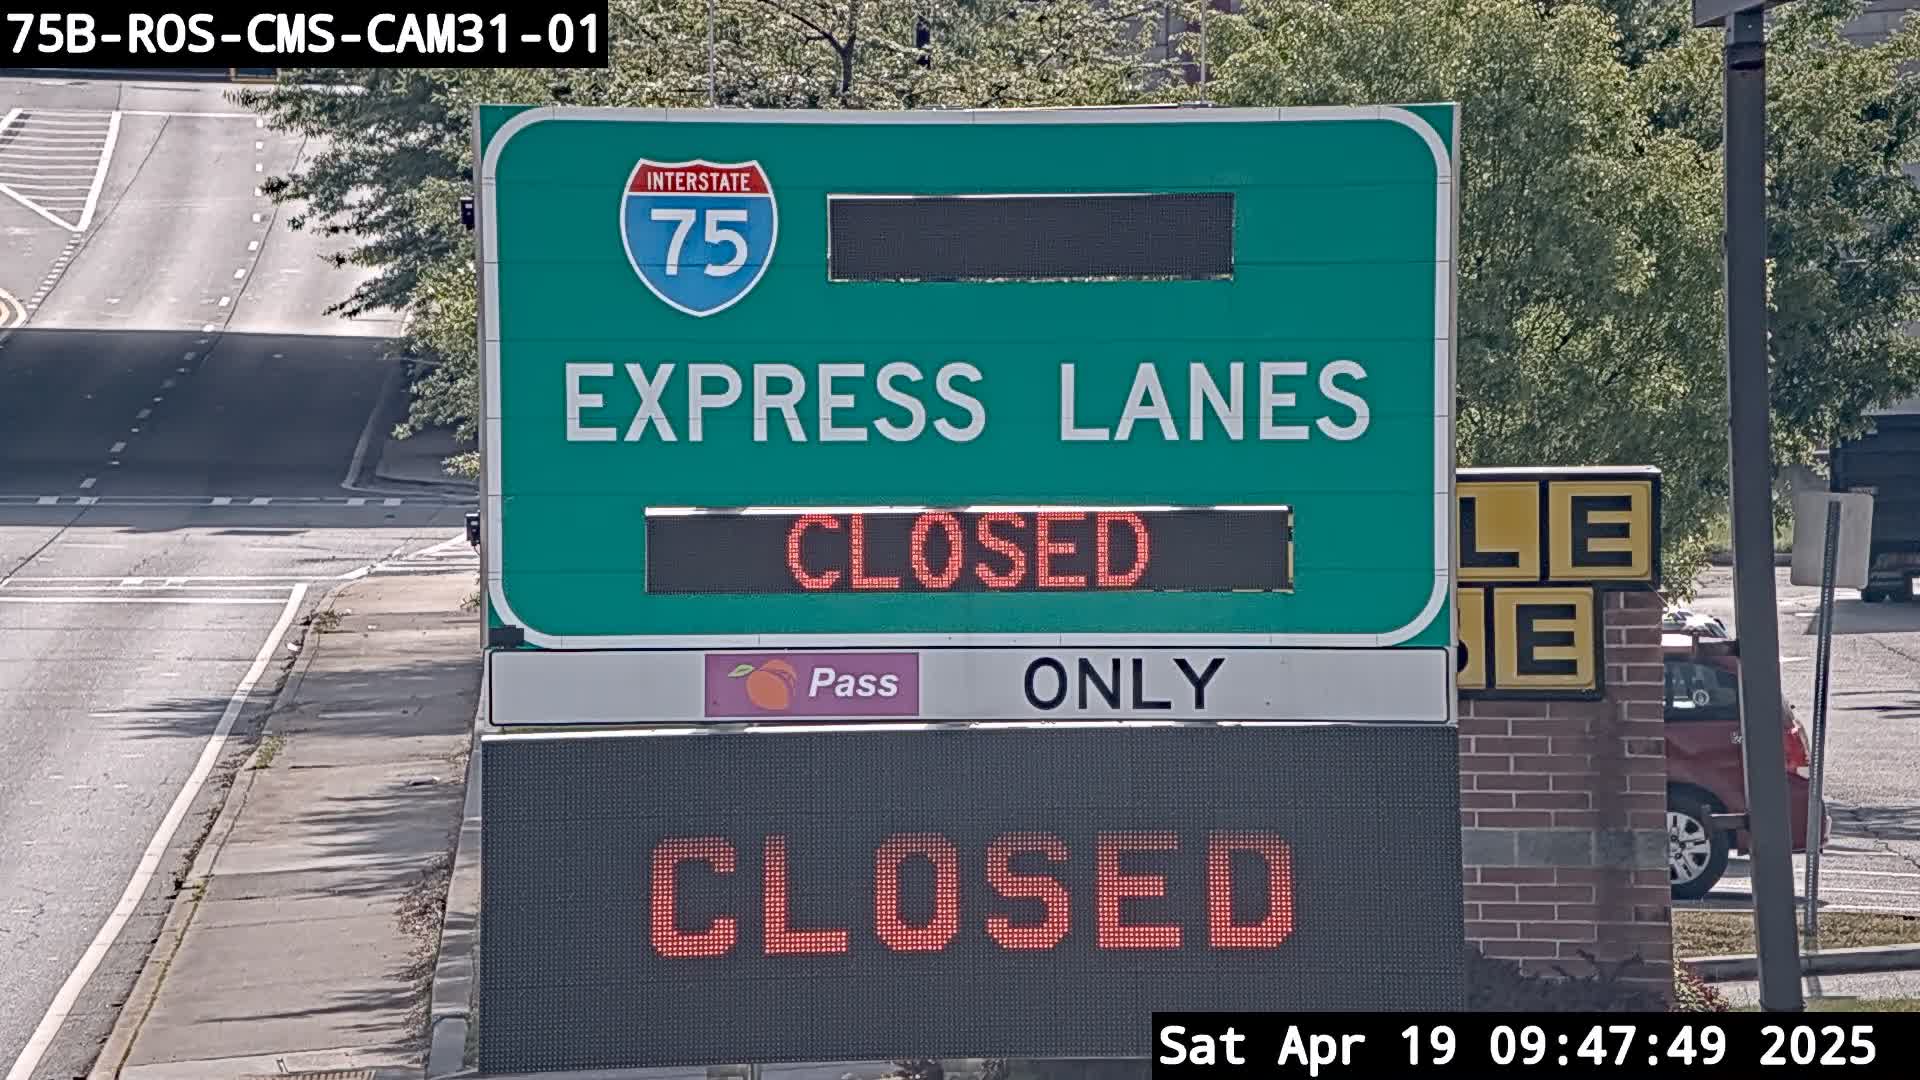 75B-ROS-CMS-CAM31-01
INTERSTATE
75
EXPRESS LANES
CLOSED
LE
E
Pass ONLY
CLOSED
Sat Apr 19 09:47:49 2025